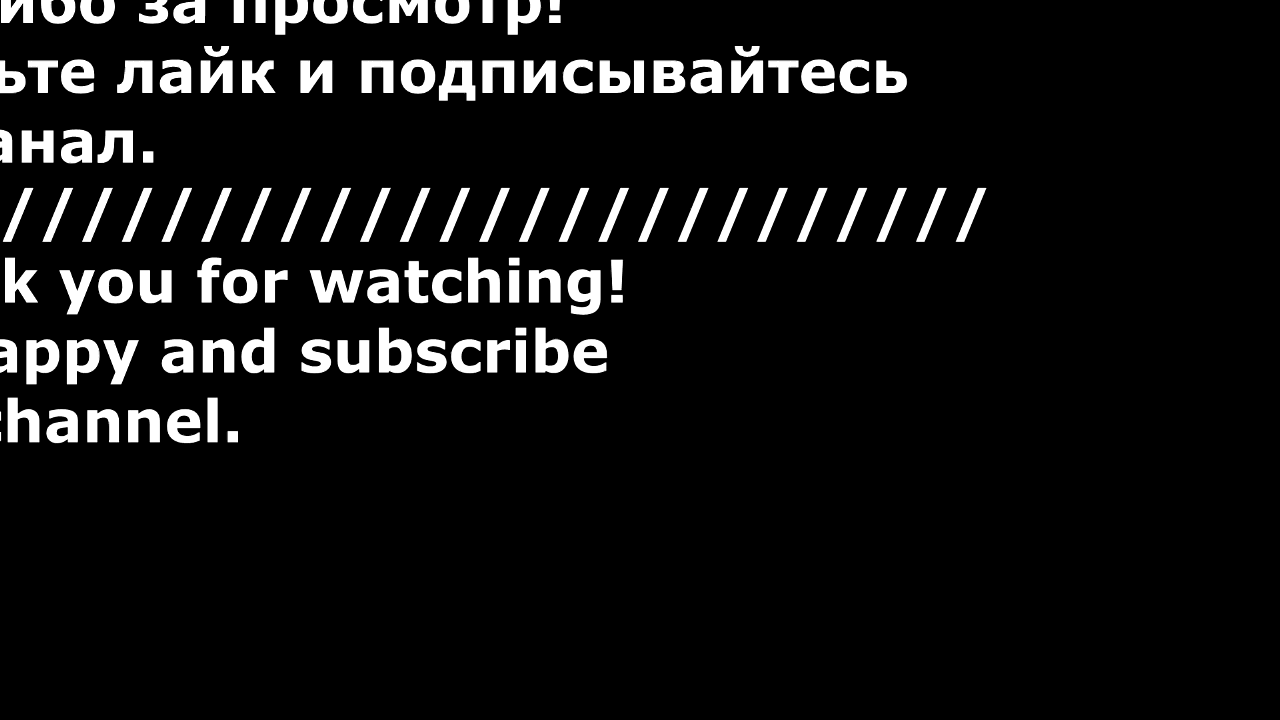 ибо за просмотр!
ьте лайк и подписывайтесь
анал.
/////////////////////////
k you for watching!
appy and subscribe
channel.